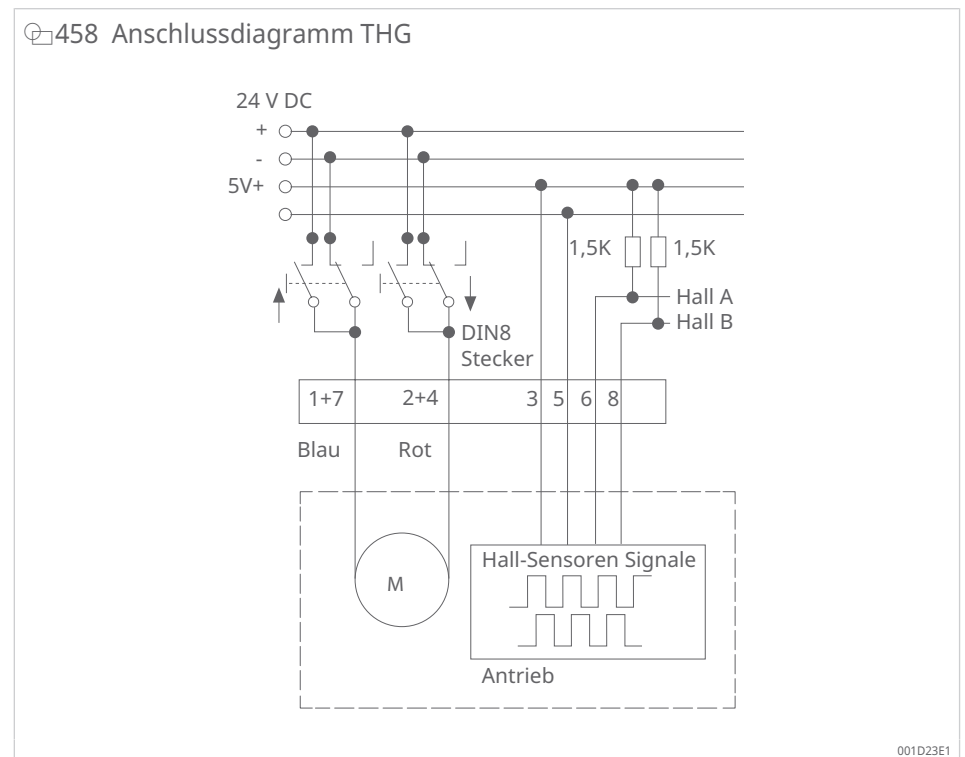 458 Anschlussdiagramm THG
24 V DC
+
-
5V+
1,5K 1,5K
Hall A
Hall B
DIN8
Stecker
1+7 2+4 3 5 6 8
Blau Rot
Hall-Sensoren Signale
M
Antrieb
001D23E1